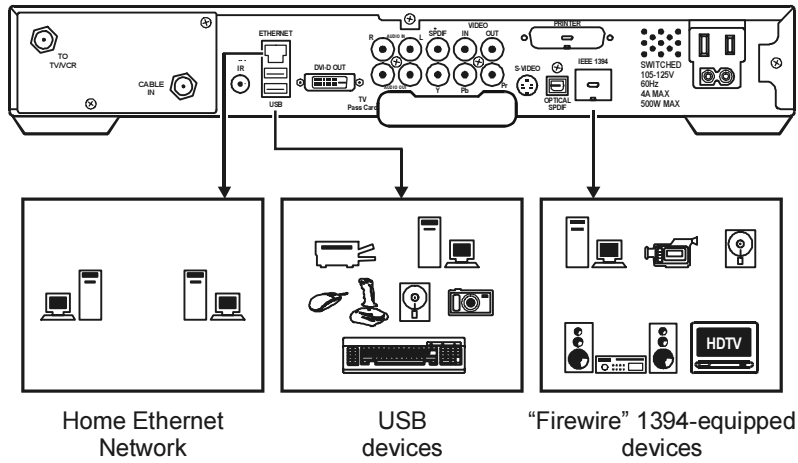 TO
TV/VCR
CABLE
IN
ETHERNET
IR
USB
DVI-D OUT
TV
Pass Card
R
AUDIO IN
L
SPDIF
VIDEO
IN
OUT
AUDIO OUT
Y
Pb
Pr
S-VIDEO
PRINTER
OPTICAL
SPDIF
IEEE 1394
SWITCHED
105-125V
60Hz
4A MAX
500W MAX
HDTV
Home Ethernet
Network
USB
devices
“Firewire” 1394-equipped
devices